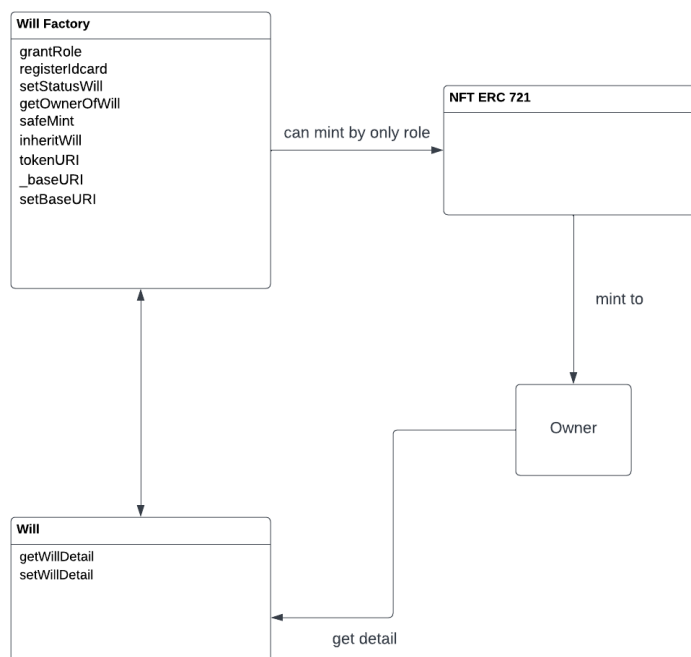 Will Factory
grantRole
registerIdcard
setStatusWill
getOwnerOfWill
safeMint
inheritWill
tokenURI
_baseURI
setBaseURI
can mint by only role
NFT ERC 721
mint to
Owner
Will
getWillDetail
setWillDetail
get detail